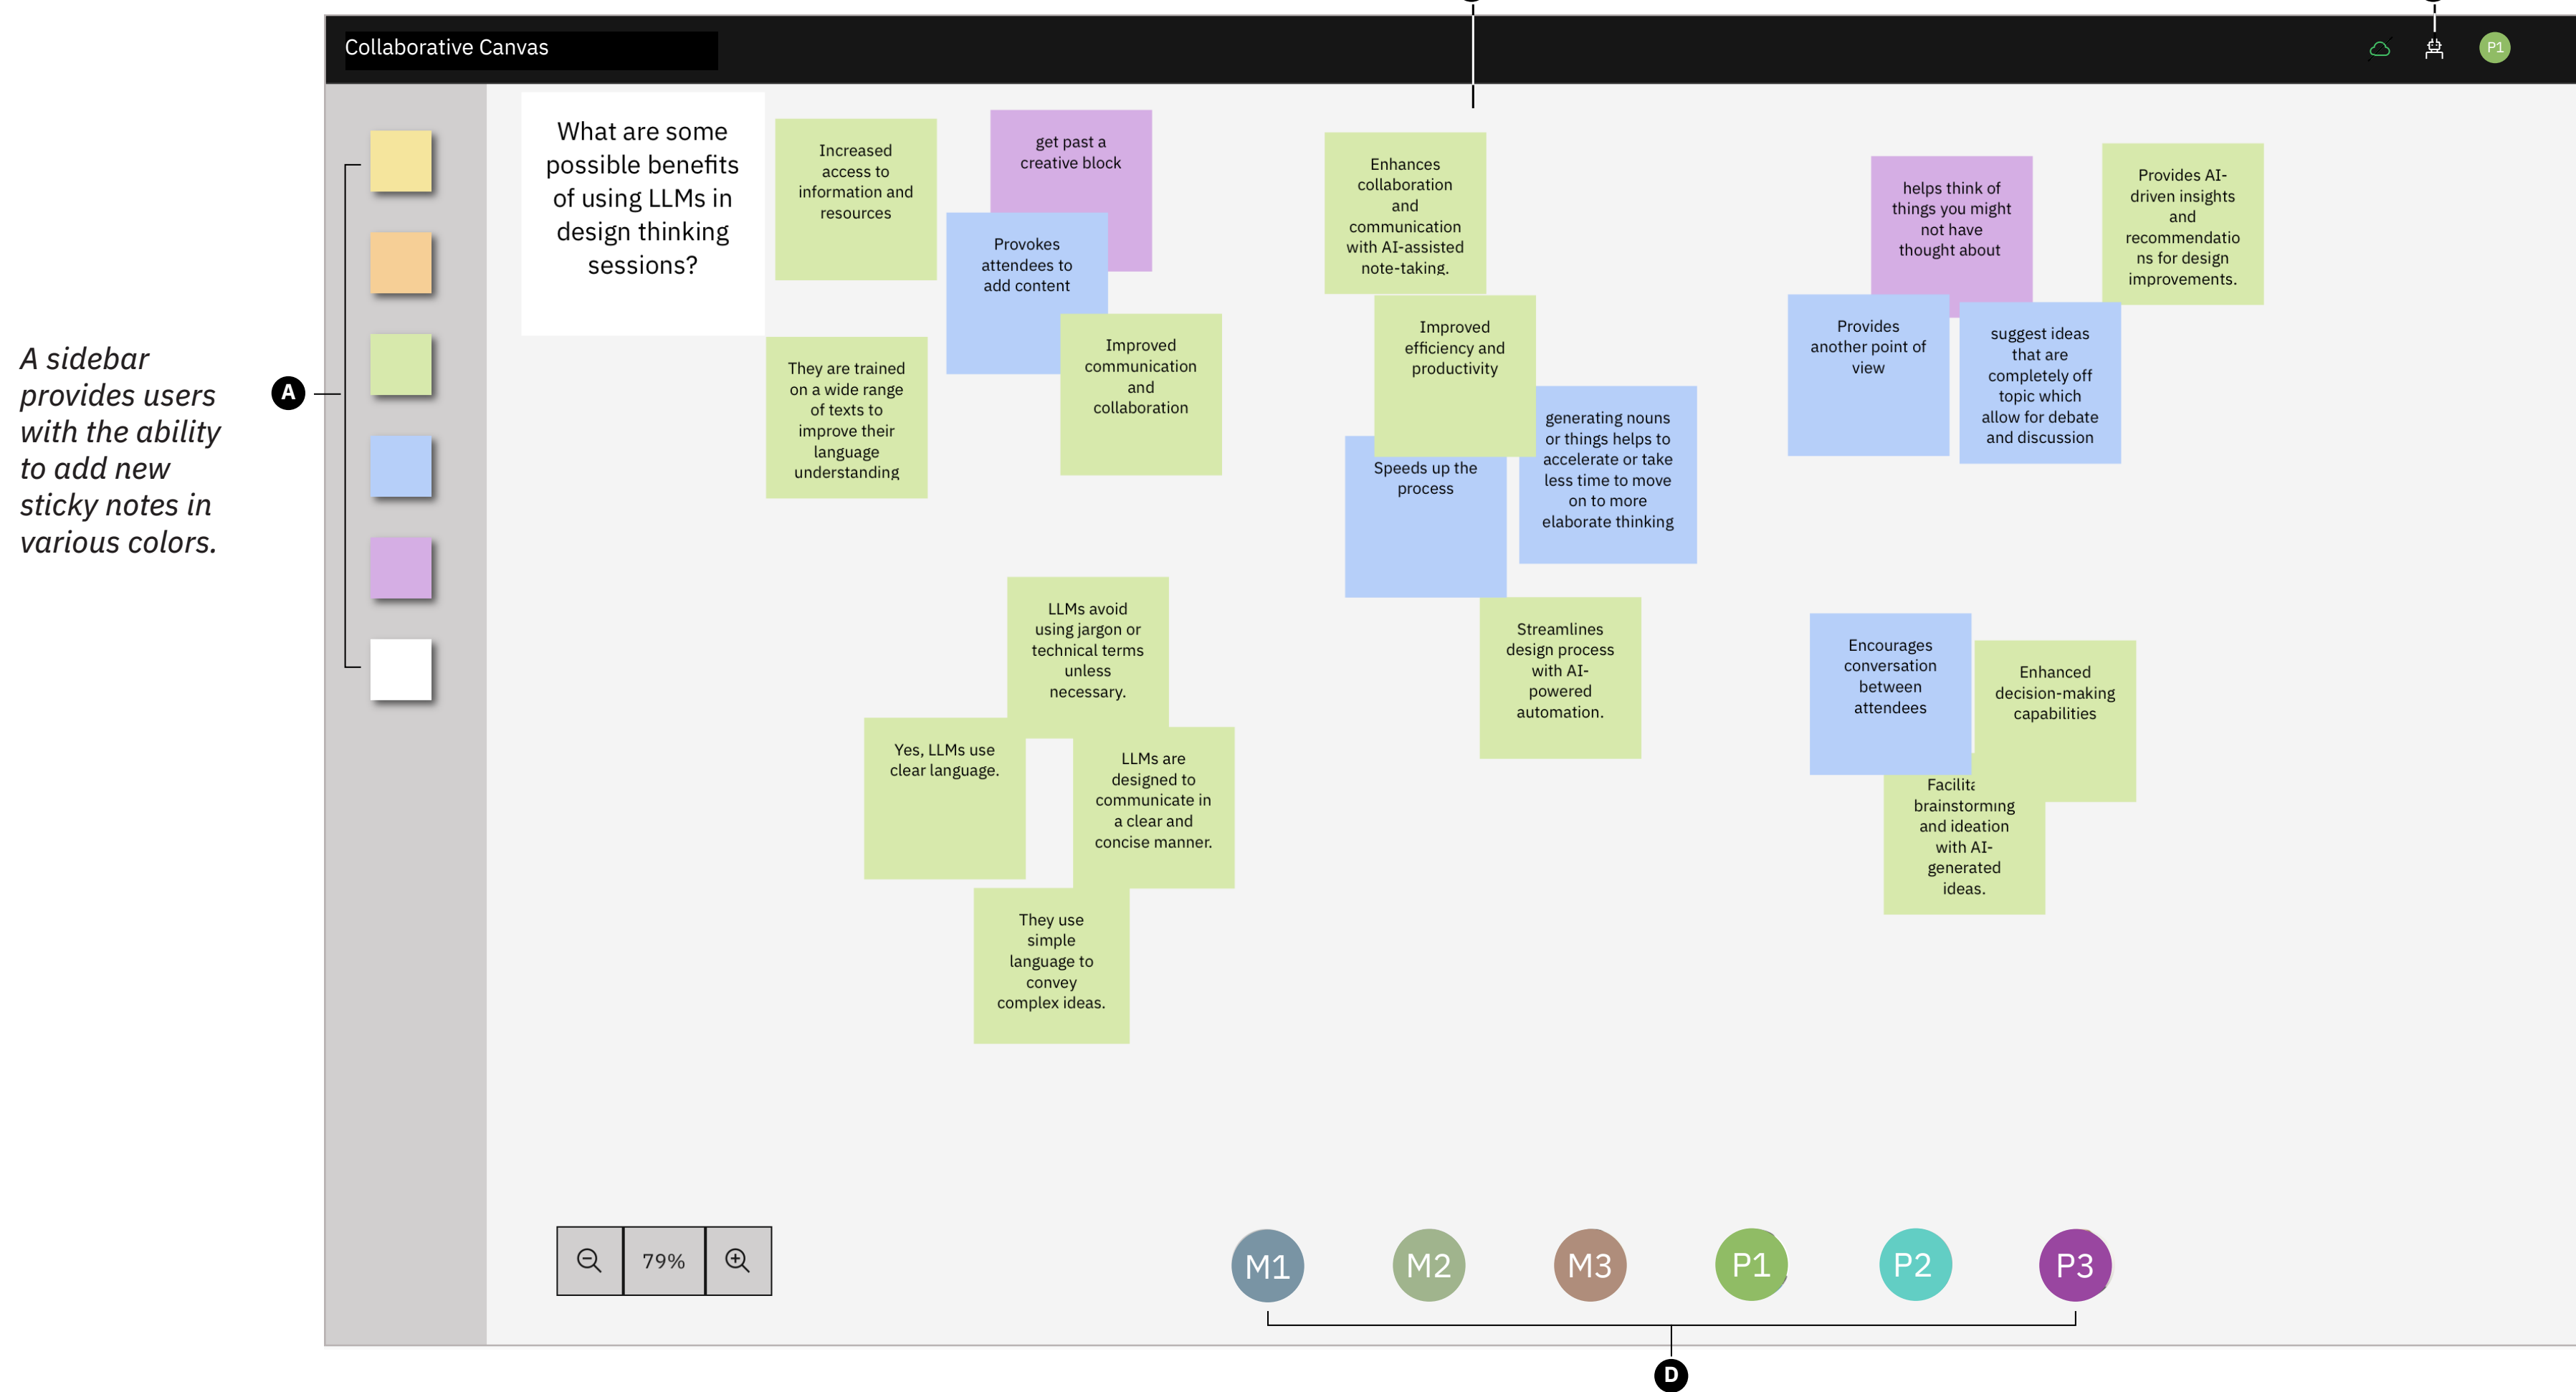 Collaborative Canvas
P1
A sidebar
provides users
with the ability
to add new
sticky notes in
various colors.
A
What are some
possible benefits
of using LLMs in
design thinking
sessions?
Increased
access to
information and
resources
get past a
creative block
Provokes
attendees to
add content
Improved
communication
and
collaboration
They are trained
on a wide range
of texts to
improve their
language
understanding
Enhances
collaboration
and
communication
with AI-assisted
note-taking.
Improved
efficiency and
productivity
generating nouns
or things helps to
accelerate or take
less time to move
on to more
elaborate thinking
Speeds up the
process
Streamlines
design process
with AI-
powered
automation.
helps think of
things you might
not have
thought about
Provides AI-
driven insights
and
recommendatio
ns for design
improvements.
Provides
another point of
view
suggest ideas
that are
completely off
topic which
allow for debate
and discussion
LLMs avoid
using jargon or
technical terms
unless
necessary.
Yes, LLMs use
clear language.
LLMs are
designed to
communicate in
a clear and
concise manner.
They use
simple
language to
convey
complex ideas.
Encourages
conversation
between
attendees
Enhanced
decision-making
capabilities
brainstorming
and ideation
with AI-
generated
ideas.
79%
M1
M2
M3
P1
P2
P3
D